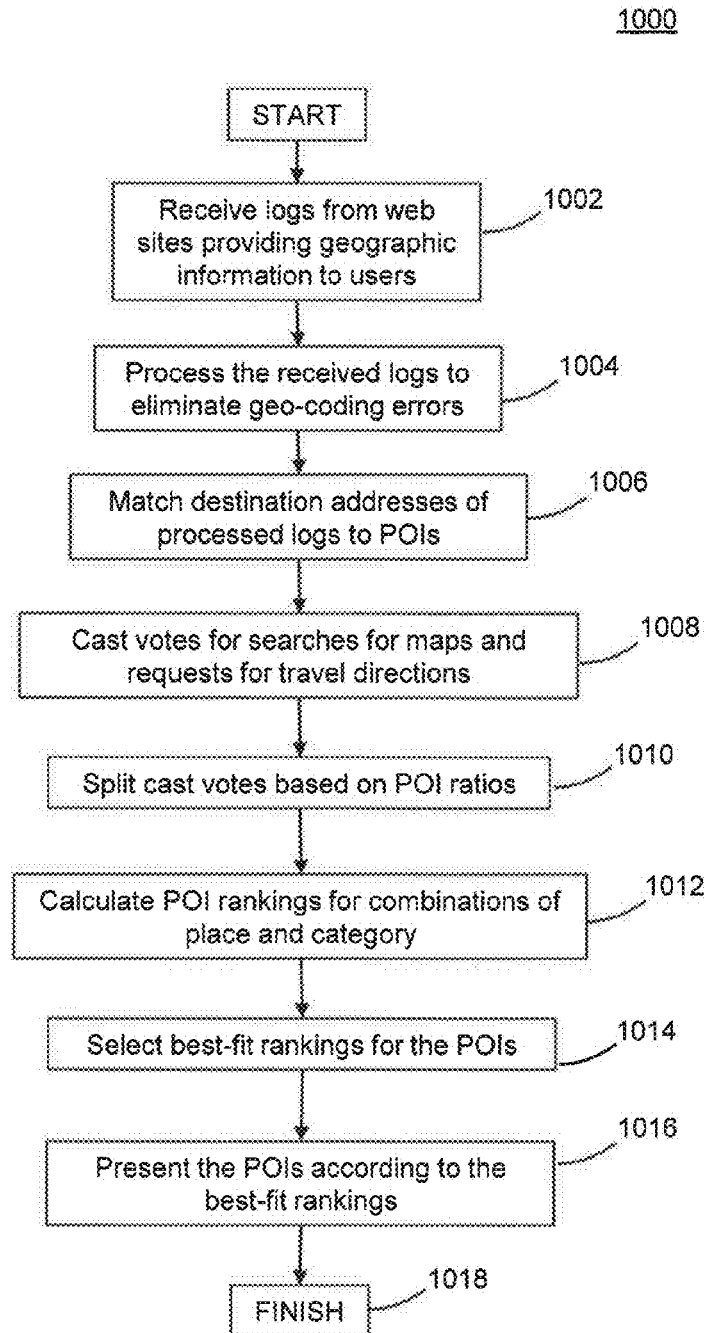 1000
START
Receive logs from web
sites providing geographic
information to users
1002
Process the received logs to
eliminate geo-coding errors
1004
Match destination addresses of
processed logs to POIs
1006
Cast votes for searches for maps and
requests for travel directions
1008
Split cast votes based on POI ratios
1010
Calculate POI rankings for combinations of
place and category
1012
Select best-fit rankings for the POIs
1014
Present the POIs according to the
best-fit rankings
1016
FINISH
1018